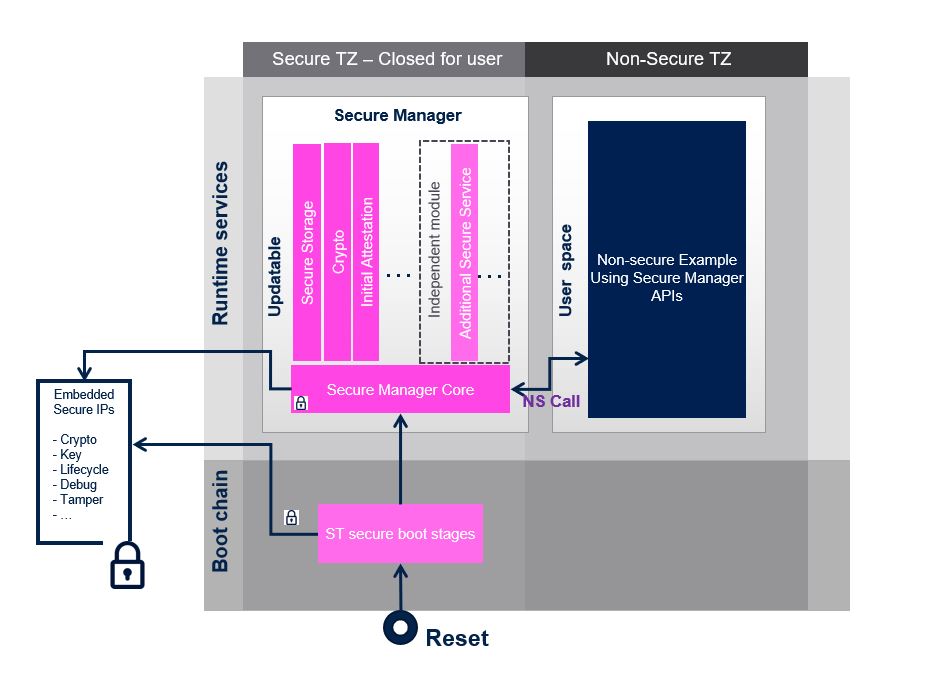 Secure TZ – Closed for user
Non-Secure TZ
Runtime services
Secure Manager
Updatable
Secure Storage
Crypto
Initial Attestation
....
Independent module
Additional Secure Service
....
Secure Manager Core
User space
Non-secure Example
Using Secure Manager
APIs
NS Call
Embedded
Secure IPs
- Crypto
- Key
- Lifecycle
- Debug
- Tamper
- ...
Boot chain
ST secure boot stages
Reset